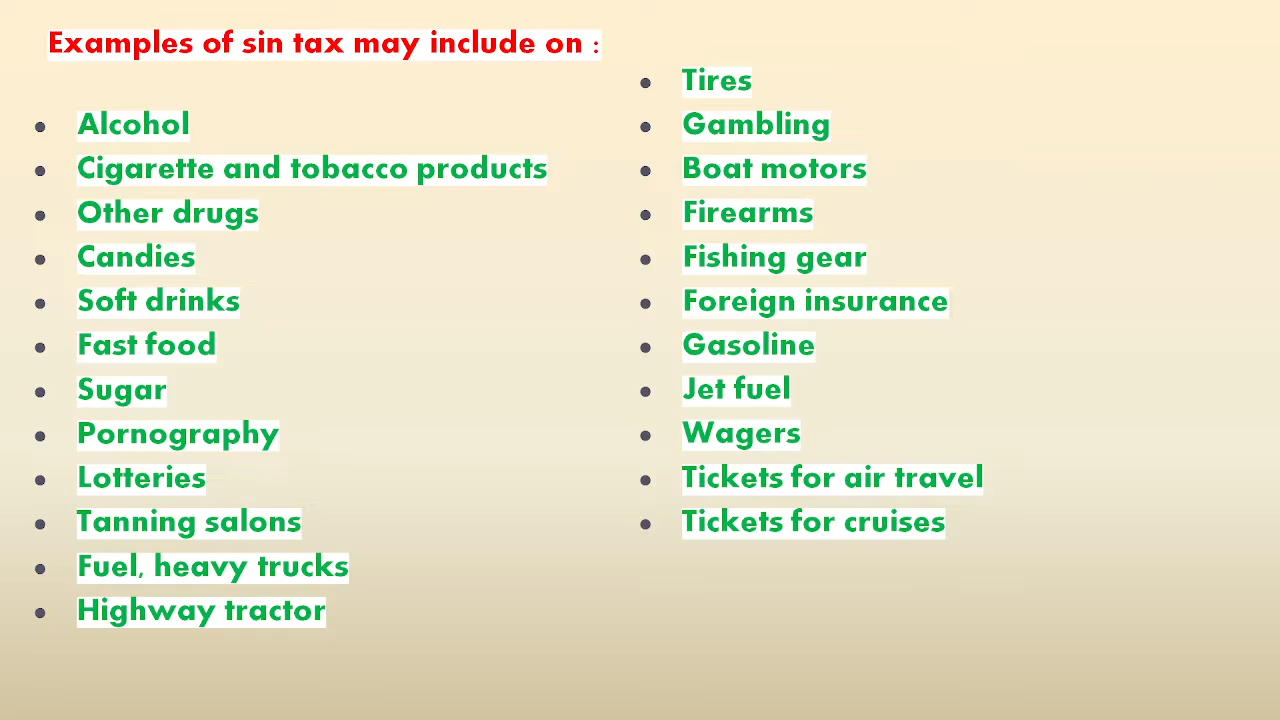 Examples of sin tax may include on :
• Alcohol
• Cigarette and tobacco products
• Other drugs
• Candies
• Soft drinks
• Fast food
• Sugar
• Pornography
• Lotteries
• Tanning salons
• Fuel, heavy trucks
• Highway tractor
• Tires
• Gambling
• Boat motors
• Firearms
• Fishing gear
• Foreign insurance
• Gasoline
• Jet fuel
• Wagers
• Tickets for air travel
• Tickets for cruises